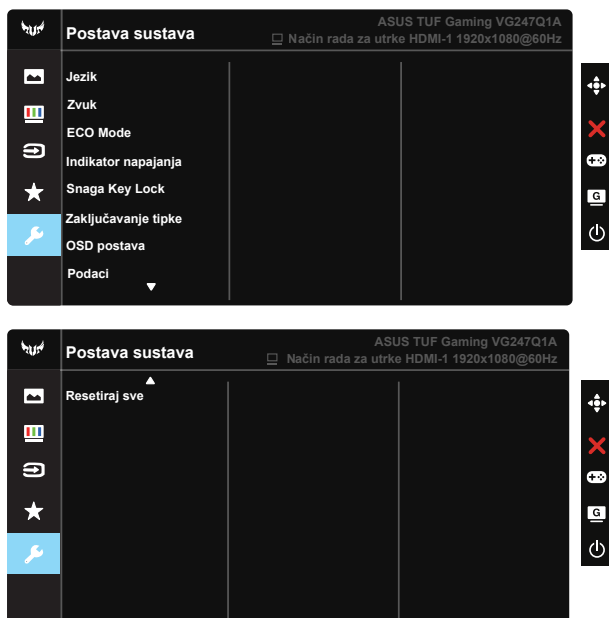 ASUS TUF Gaming VG247Q1A
Postava sustava
Način rada za utrke HDMI-1 1920x1080@60Hz
Jezik
Zvuk
ECO Mode
Indikator napajanja
Snaga Key Lock
Zaključavanje tipke
OSD postava
Podaci
G
ASUS TUF Gaming VG247Q1A
Postava sustava
Način rada za utrke HDMI-1 1920x1080@60Hz
Resetiraj sve
G